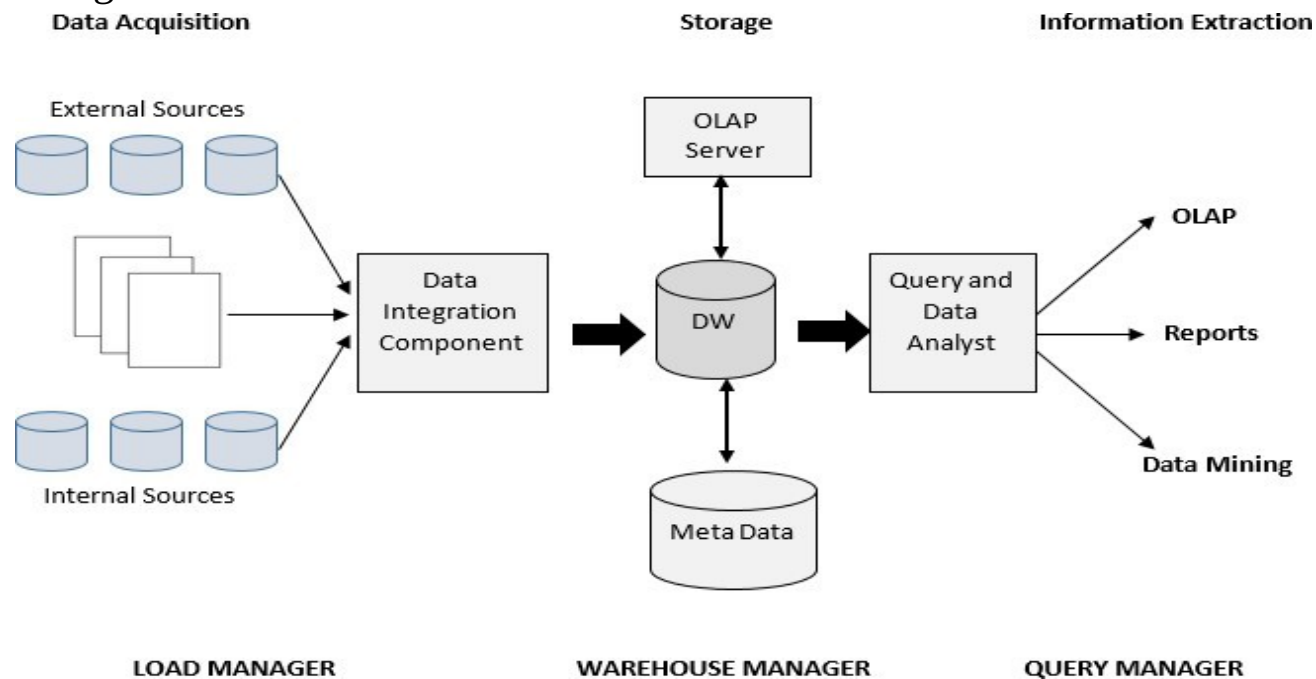 Data Acquisition
Storage
Information Extraction
External Sources
OLAP
Server
OLAP
Data
Integration
Component
DW
Query and
Data
Analyst
Reports
Data Mining
Internal Sources
Meta Data
LOAD MANAGER
WAREHOUSE MANAGER
QUERY MANAGER